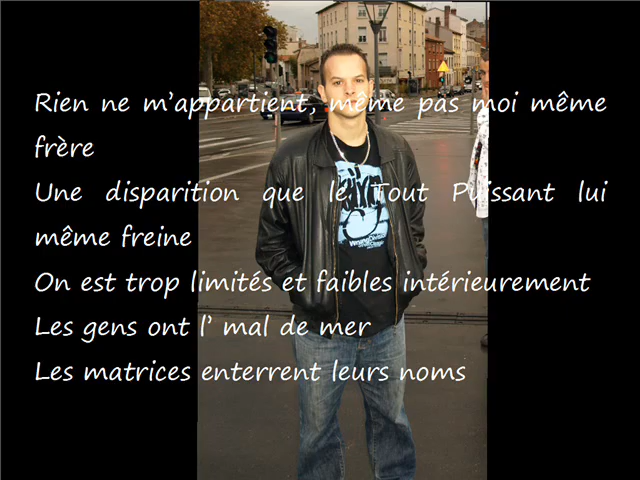 Rien ne m'appartient, même pas moi même
frère
Une disparition que le Tout Puissant lui
même freine
On est trop limités et faibles intérieurement
Les gens ont l' mal de mer
Les matrices enterrent leurs noms